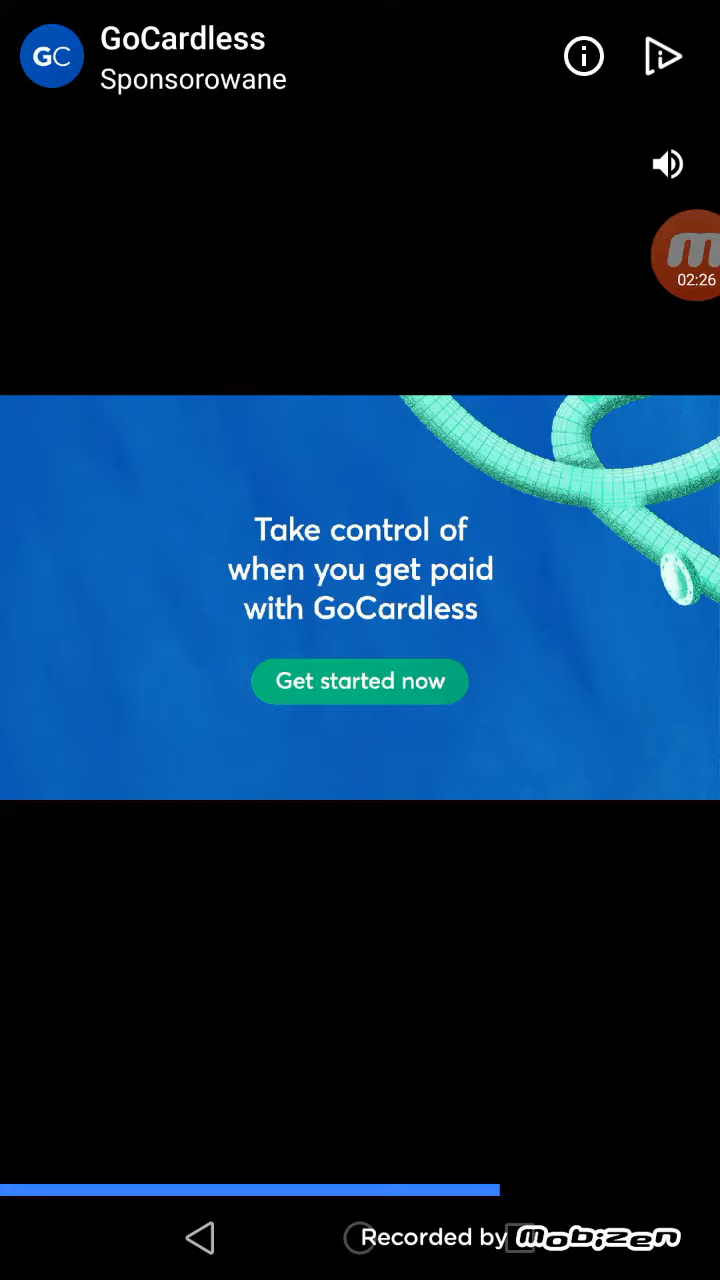 GC
GoCardless
Sponsorowane
m
02:26
Take control of
when you get paid
with GoCardless
Get started now
Recorded by mobizen